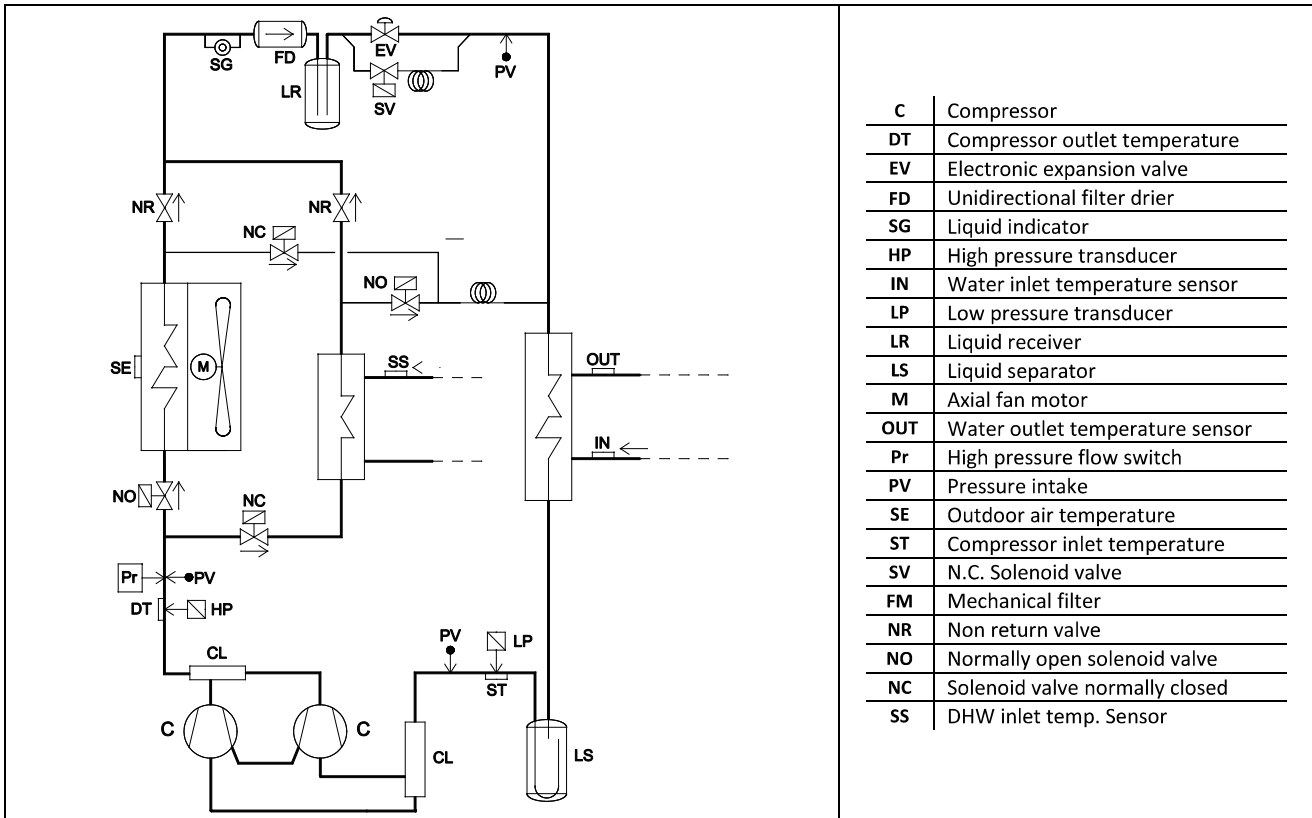 EV
FD
SG
PV
LR
SV
NR
NR
NC
NO
SS
OUT
SE
M
IN
NO
NC
Pr
PV
DT
HP
PV
LP
CL
ST
C
C
CL
LS
C Compressor
DT Compressor outlet temperature
EV Electronic expansion valve
FD Unidirectional filter drier
SG Liquid indicator
HP High pressure transducer
IN Water inlet temperature sensor
LP Low pressure transducer
LR Liquid receiver
LS Liquid separator
M Axial fan motor
OUT Water outlet temperature sensor
Pr High pressure flow switch
PV Pressure intake
SE Outdoor air temperature
ST Compressor inlet temperature
SV N.C. Solenoid valve
FM Mechanical filter
NR Non return valve
NO Normally open solenoid valve
NC Solenoid valve normally closed
SS DHW inlet temp. Sensor